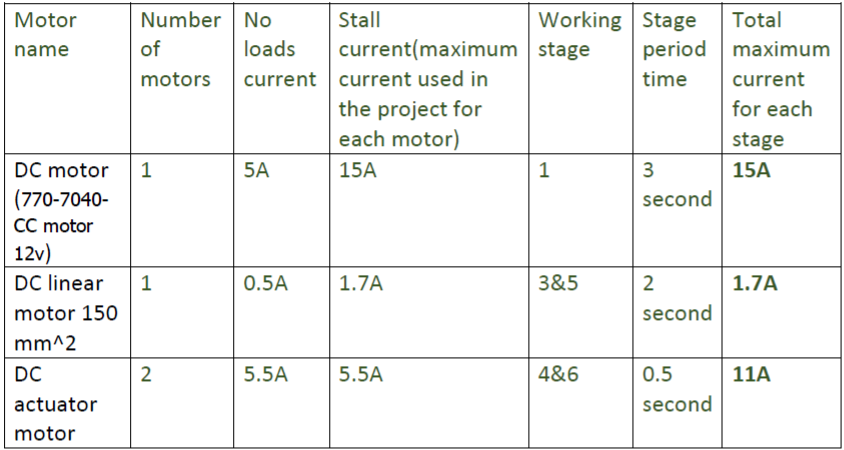 Motor name
Number of motors
No loads current
Stall current(maximum current used in the project for each motor)
Working stage
Stage period time
Total maximum current for each stage
DC motor (770-7040-CC motor 12v)
1
5A
15A
1
3 second
15A
DC linear motor 150 mm^2
1
0.5A
1.7A
3&5
2 second
1.7A
DC actuator motor
2
5.5A
5.5A
4&6
0.5 second
11A